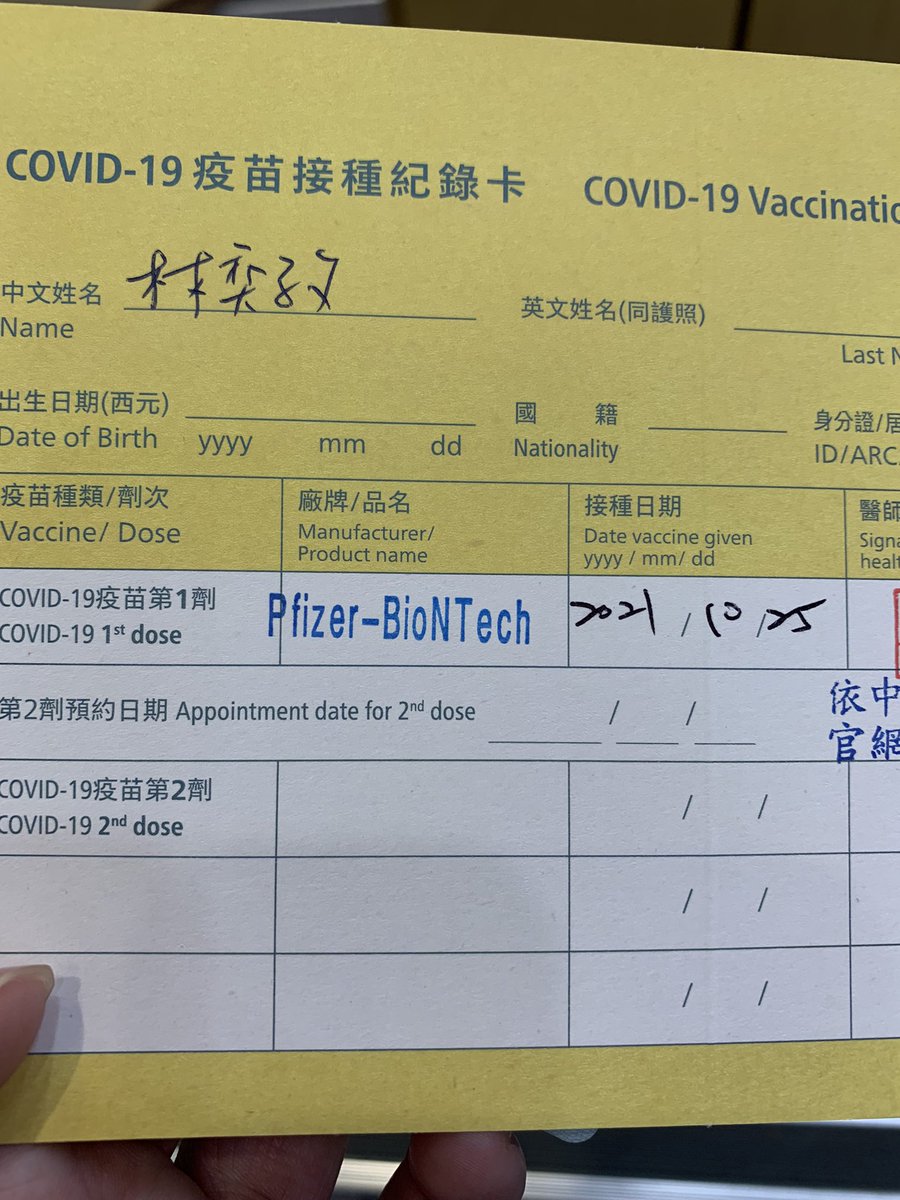 COVID-19 疫苗接種紀錄卡 COVID-19 Vaccinatio
中文姓名 林奕孜 英文姓名(同護照)
Name Last N
出生日期(西元) 國 籍 身分證/居
Date of Birth yyyy mm dd Nationality ID/ARC
疫苗種類/劑次 廠牌/品名 接種日期 醫師
Vaccine/ Dose Manufacturer/ Date vaccine given Signa
Product name yyyy / mm/ dd healt
COVID-19疫苗第1劑 Pfizer-BioNTech 2021 / 10 / 25
COVID-19 1st dose
第2劑預約日期 Appointment date for 2nd dose / / 依中
官網
COVID-19疫苗第2劑 / /
COVID-19 2nd dose
/ /
/ /